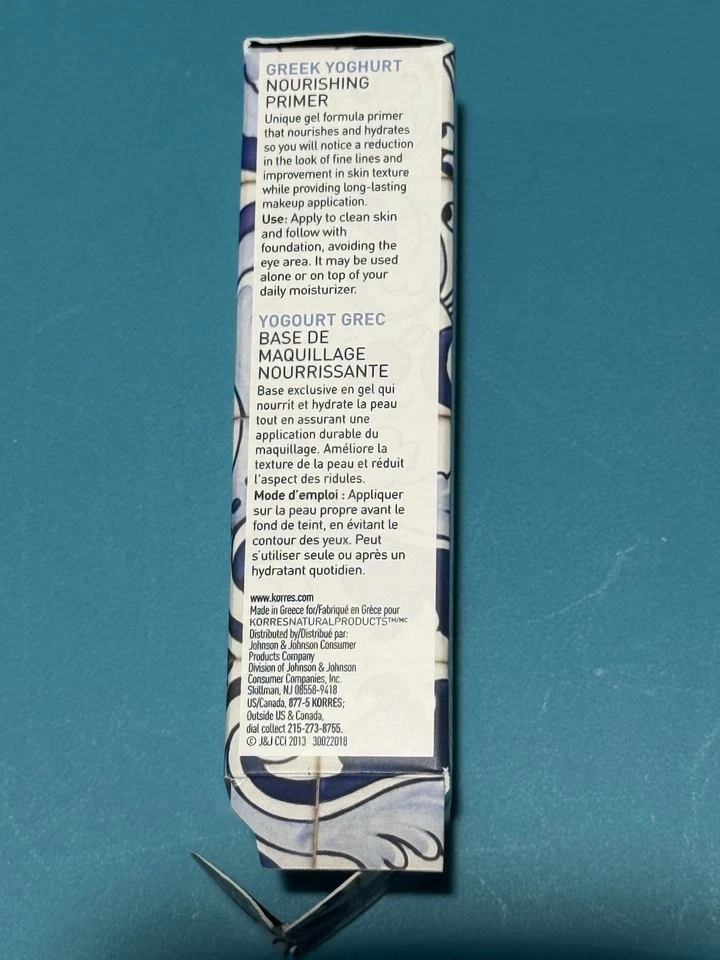 GREEK YOGHURT
NOURISHING
PRIMER
Unique gel formula primer
that nourishes and hydrates
so you will notice a reduction
in the look of fine lines and
improvement in skin texture
while providing long-lasting
makeup application.
Use: Apply to clean skin
and follow with
foundation, avoiding the
eye area. It may be used
alone or on top of your
daily moisturizer.
YOGOURT GREC
BASE DE
MAQUILLAGE
NOURRISSANTE
Base exclusive en gel qui
nourrit et hydrate la peau
tout en assurant une
application durable du
maquillage. Améliore la
texture de la peau et réduit
l'aspect des ridules.
Mode d'emploi : Appliquer
sur la peau propre avant le
fond de teint, en évitant le
contour des yeux. Peut
s'utiliser seule ou après un
hydratant quotidien.
www.korres.com
Made in Greece for/Fabriqué en Grèce pour
KORRESNATURALPRODUCTS™/MC
Distributed by/Distribué par:
Johnson & Johnson Consumer
Products Company
Division of Johnson & Johnson
Consumer Companies, Inc.
Skillman, NJ 08558-9418
US/Canada, 877-5 KORRES;
Outside US & Canada,
dial collect 215-273-8755.
© J&J CCI 2013 30022018